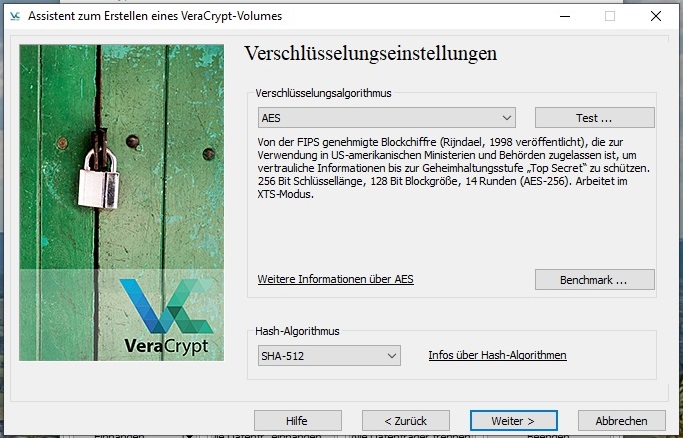 Assistent zum Erstellen eines VeraCrypt-Volumes
Verschlüsselungseinstellungen
Verschlüsselungsalgorithmus
AES
Test ...
Von der FIPS genehmigte Blockchiffre (Rijndael, 1998 veröffentlicht), die zur
Verwendung in US-amerikanischen Ministerien und Behörden zugelassen ist, um
vertrauliche Informationen bis zur Geheimhaltungsstufe „Top Secret“ zu schützen.
256 Bit Schlüssellänge, 128 Bit Blockgröße, 14 Runden (AES-256). Arbeitet im
XTS-Modus.
Weitere Informationen über AES
Benchmark ...
VeraCrypt
Hash-Algorithmus
SHA-512
Infos über Hash-Algorithmen
Hilfe
< Zurück
Weiter >
Abbrechen